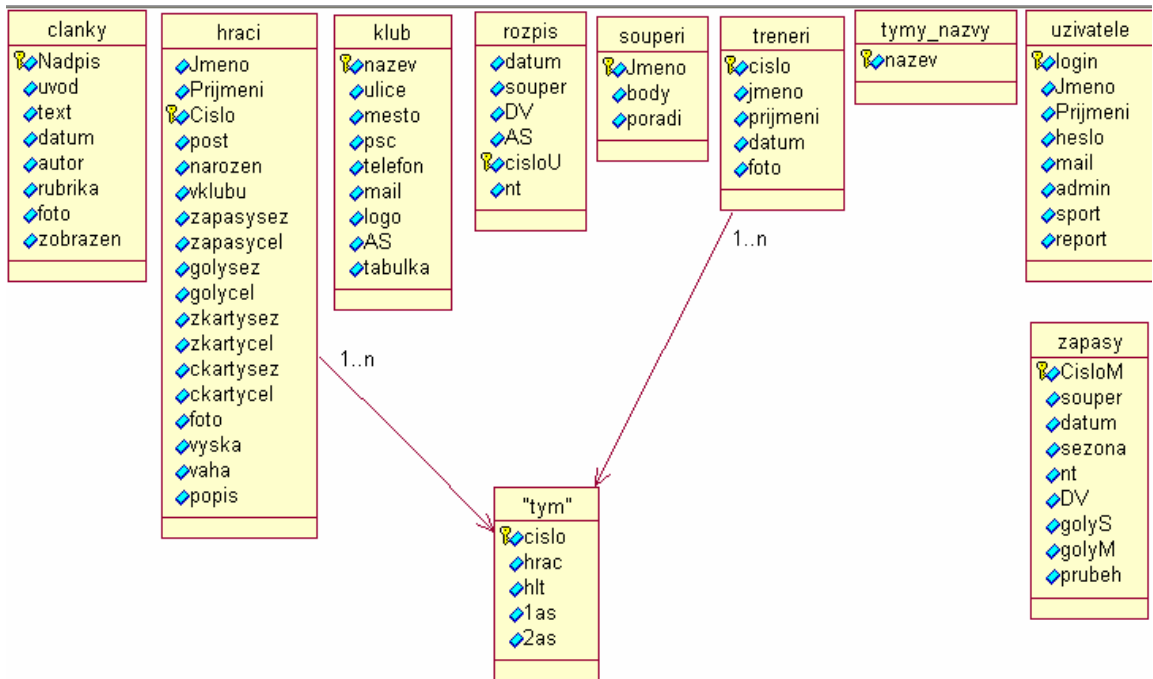 clanky
Nadpis
uvod
text
datum
autor
rubrika
foto
zobrazen
hraci
Jmeno
Prijmeni
Cislo
post
narozen
vklubu
zapasysez
zapasycel
golysez
golycel
zkartysez
zkartycel
ckartysez
ckartycel
foto
vyska
vaha
popis
klub
nazev
ulice
mesto
psc
telefon
mail
logo
AS
tabulka
rozpis
datum
souper
DV
AS
cisloU
nt
souperi
Jmeno
body
poradi
treneri
cislo
jmeno
prijmeni
datum
foto
tymy_nazvy
nazev
uzivatele
login
Jmeno
Prijmeni
heslo
mail
admin
sport
report
1..n
1..n
"tym"
cislo
hrac
hlt
1as
2as
zapasy
CisloM
souper
datum
sezona
nt
DV
golyS
golyM
prubeh